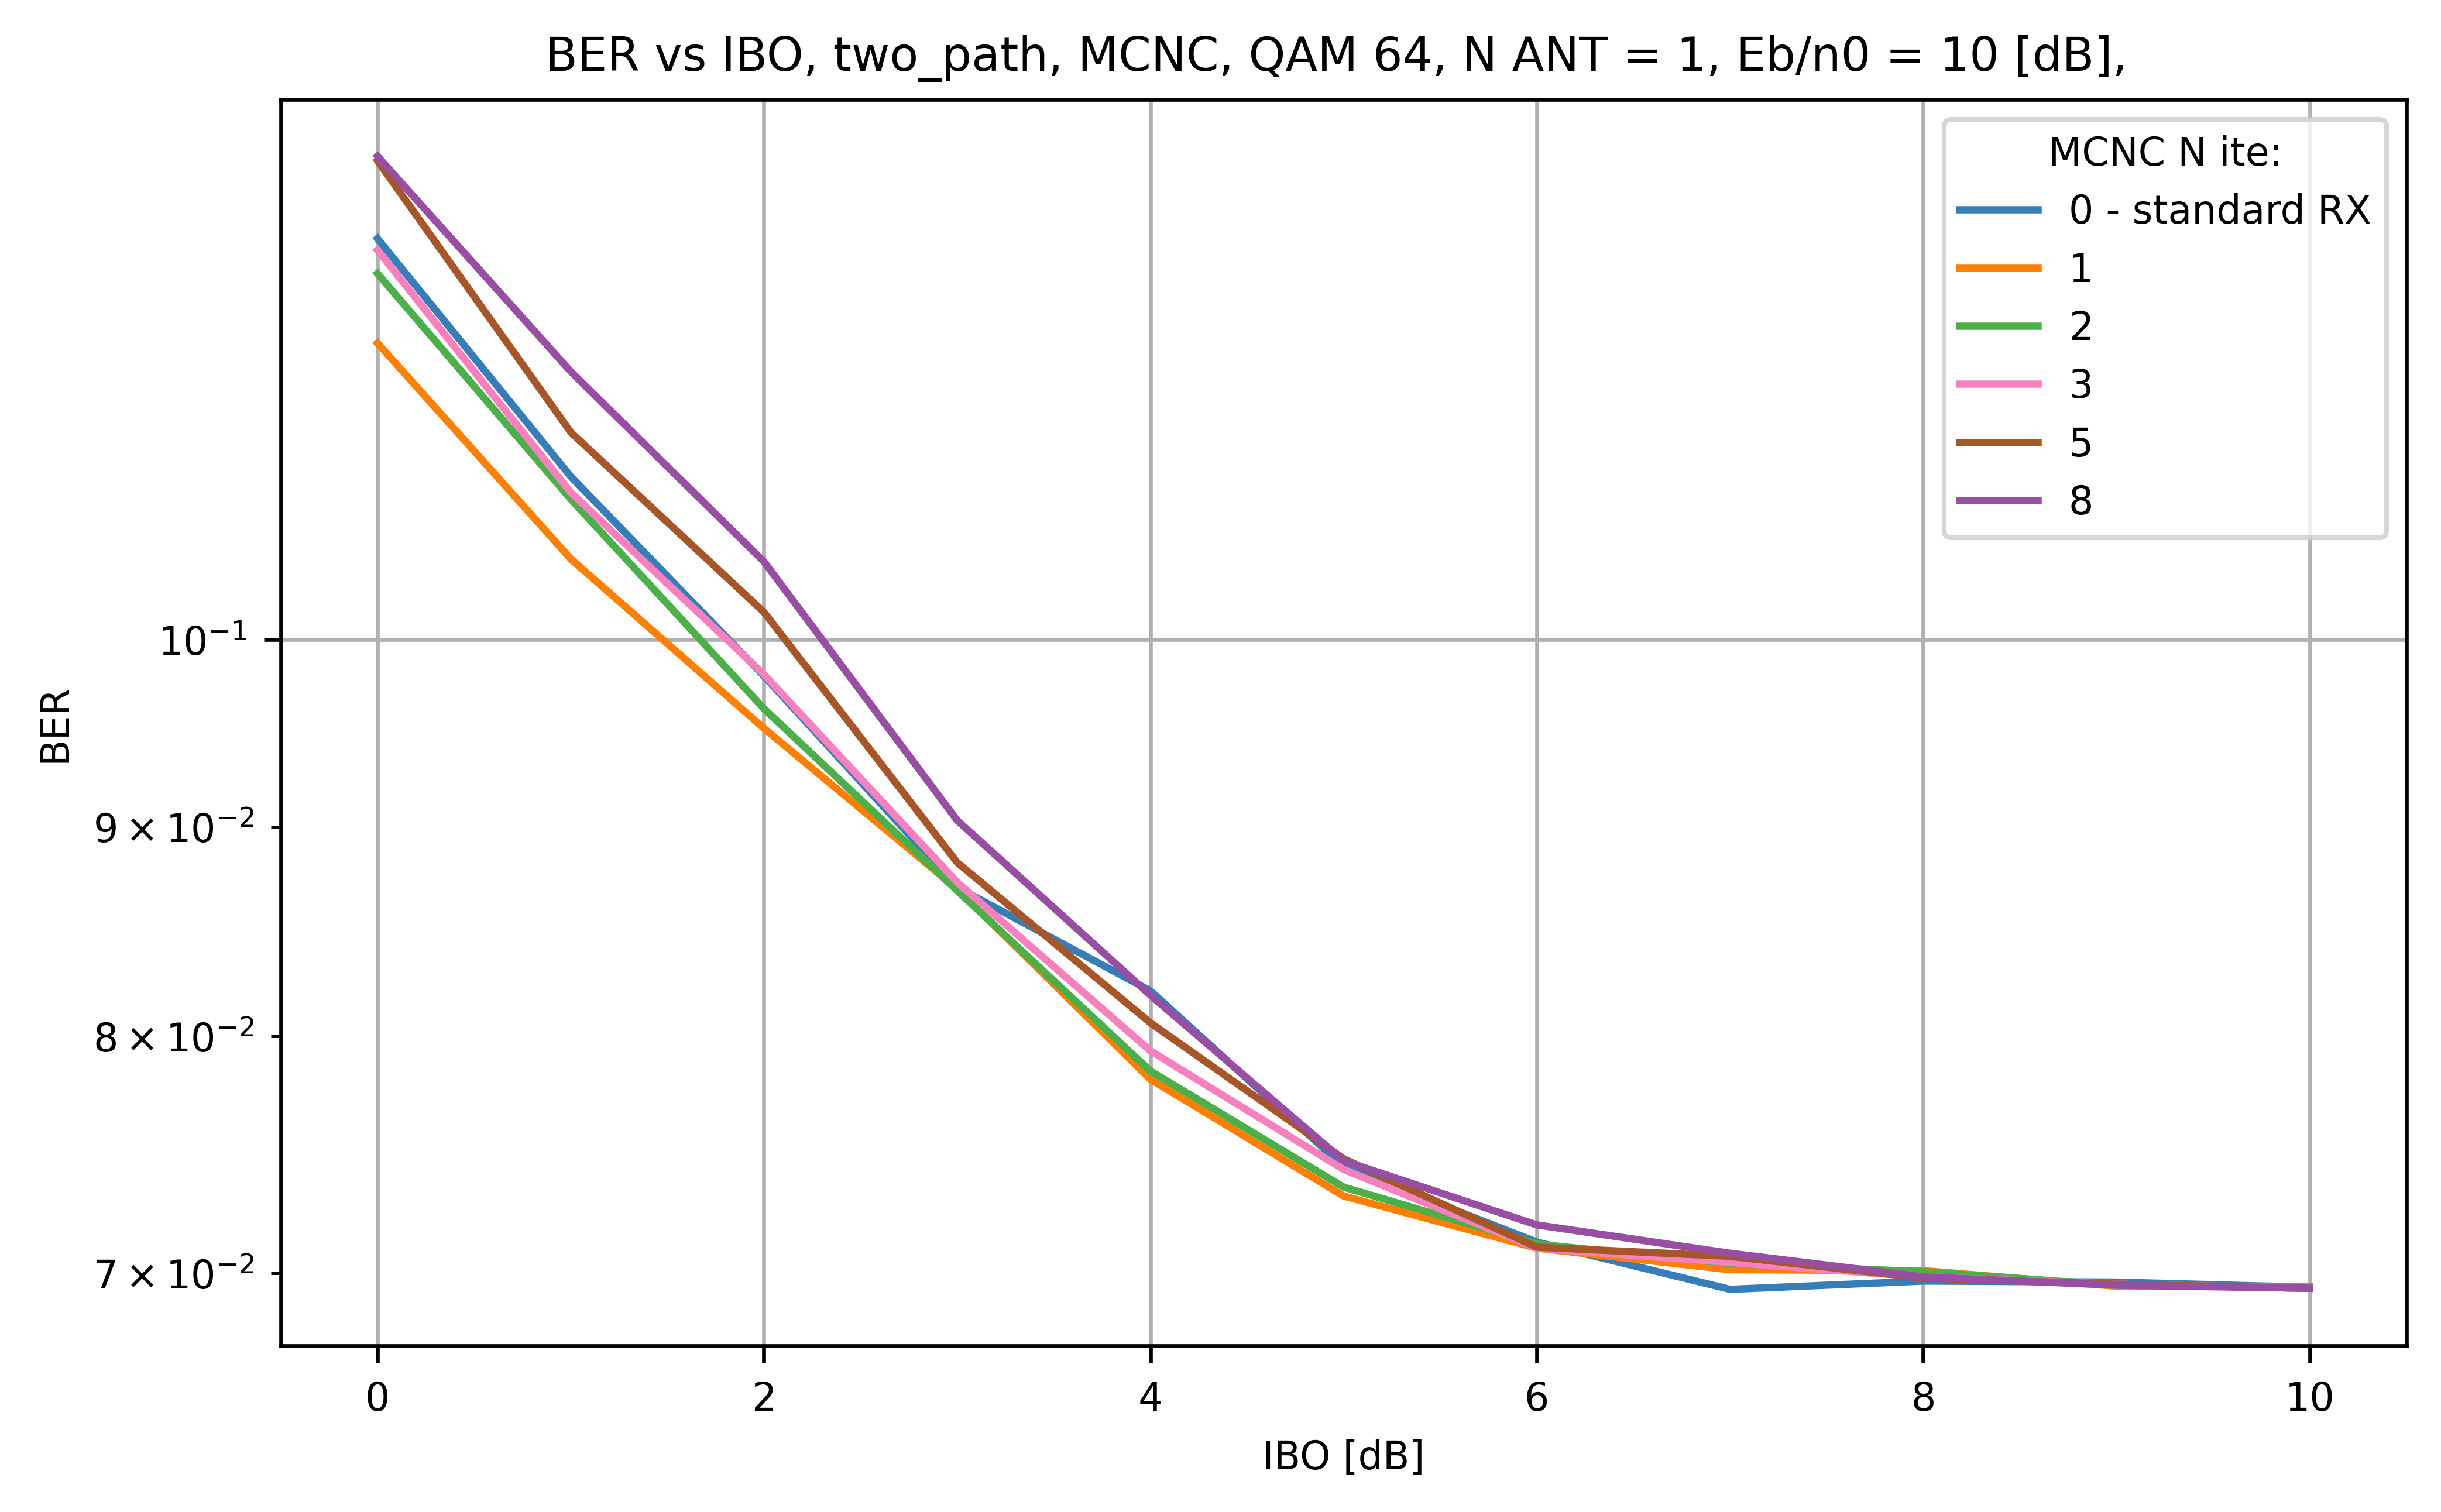 BER vs IBO, two_path, MCNC, QAM 64, N ANT = 1, Eb/n0 = 10 [dB],
MCNC N ite:
0 - standard RX
1
2
3
5
8
BER
10⁻¹
9 × 10⁻²
8 × 10⁻²
7 × 10⁻²
0 2 4 6 8 10
IBO [dB]